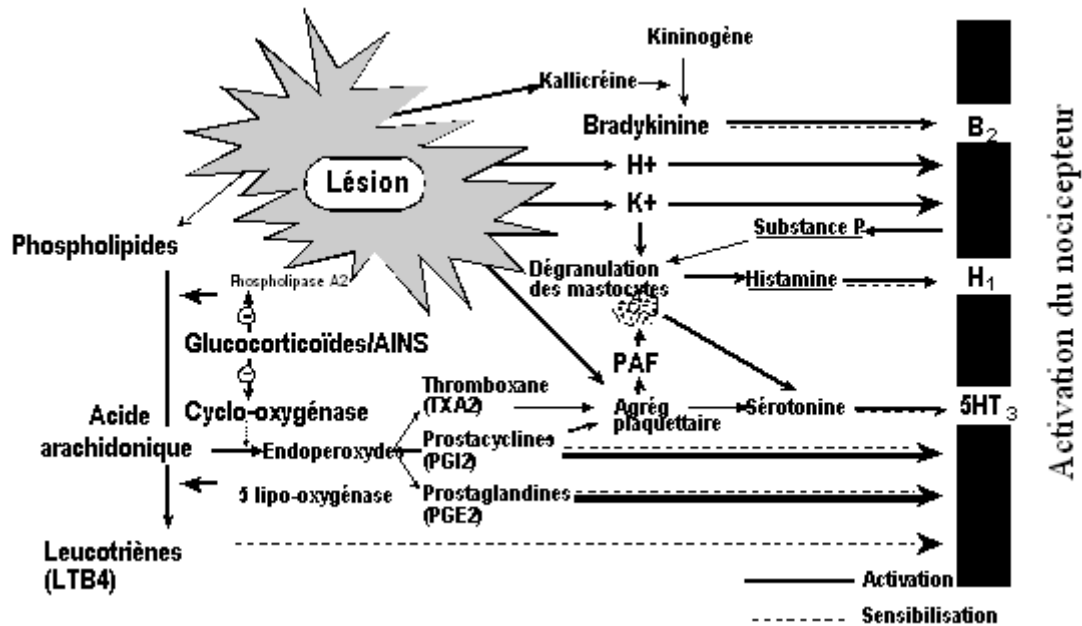 Kininogène
Kallicréine
Bradykinine
B2
Lésion
H+
K+
Substance P
Phospholipides
Dégranulation
des mastocytes
Histamine
H1
Phospholipase A2
Glucocorticoïdes/AINS
PAF
Thromboxane
(TXA2)
Cyclo-oxygénase
Agrég
plaquettaire
Sérotonine
5HT3
Acide
arachidonique
Endoperoxydes
Prostacyclines
(PGI2)
5 lipo-oxygénase
Prostaglandines
(PGE2)
Leucotriènes
(LTB4)
Activation
Sensibilisation
Activation du nocicepteur